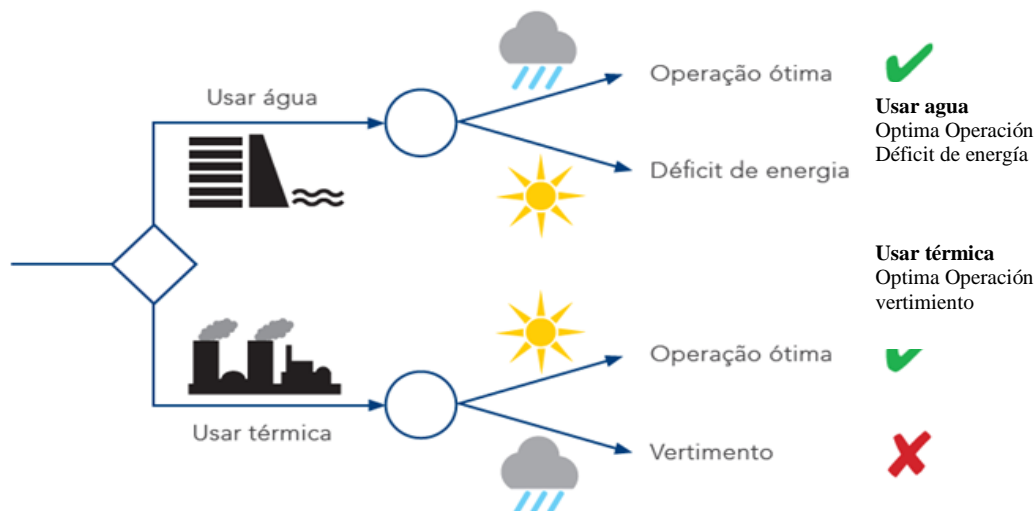 Usar água
Operação ótima
Déficit de energia
Usar agua
Optima Operación
Déficit de energía
Usar térmica
Optima Operación
vertimiento
Operação ótima
Usar térmica
Vertimento